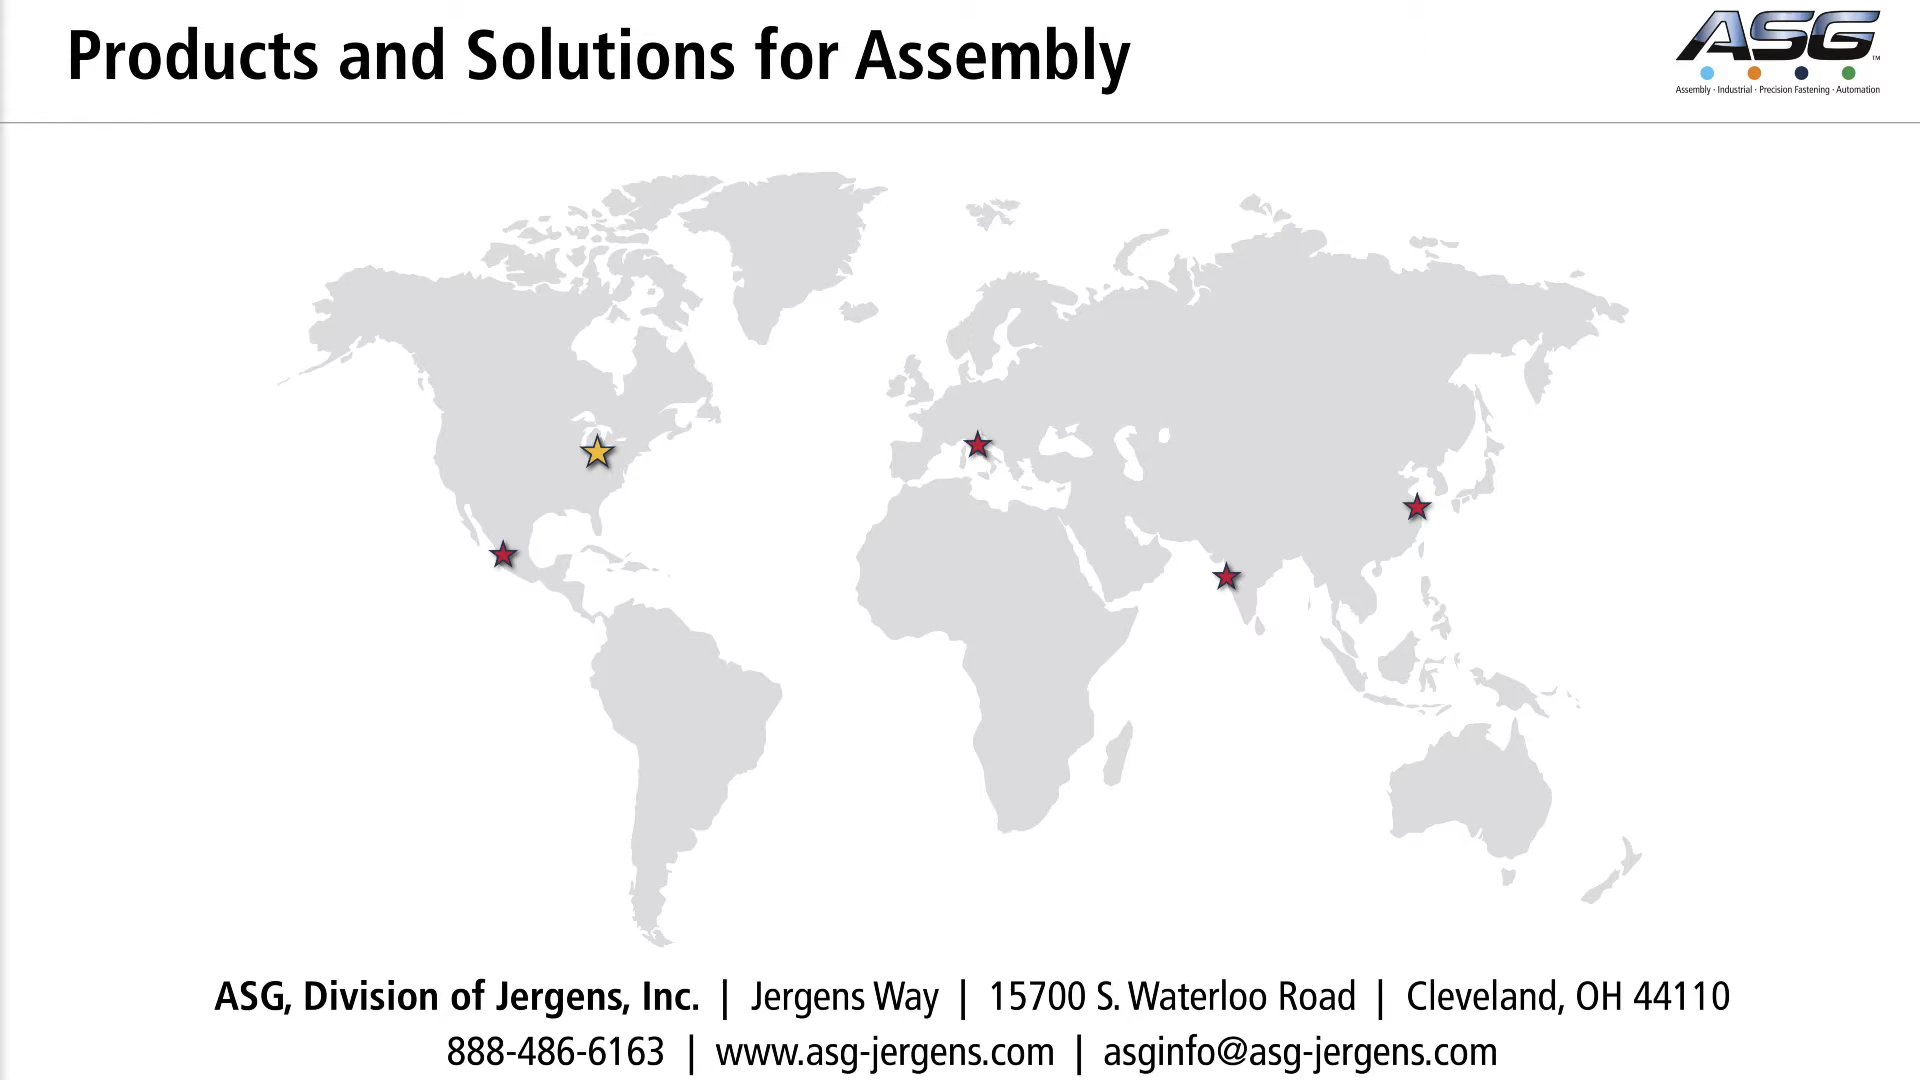 Products and Solutions for Assembly
ASG™
Assembly · Industrial · Precision Fastening · Automation
ASG, Division of Jergens, Inc. | Jergens Way | 15700 S. Waterloo Road | Cleveland, OH 44110
888-486-6163 | www.asg-jergens.com | asginfo@asg-jergens.com